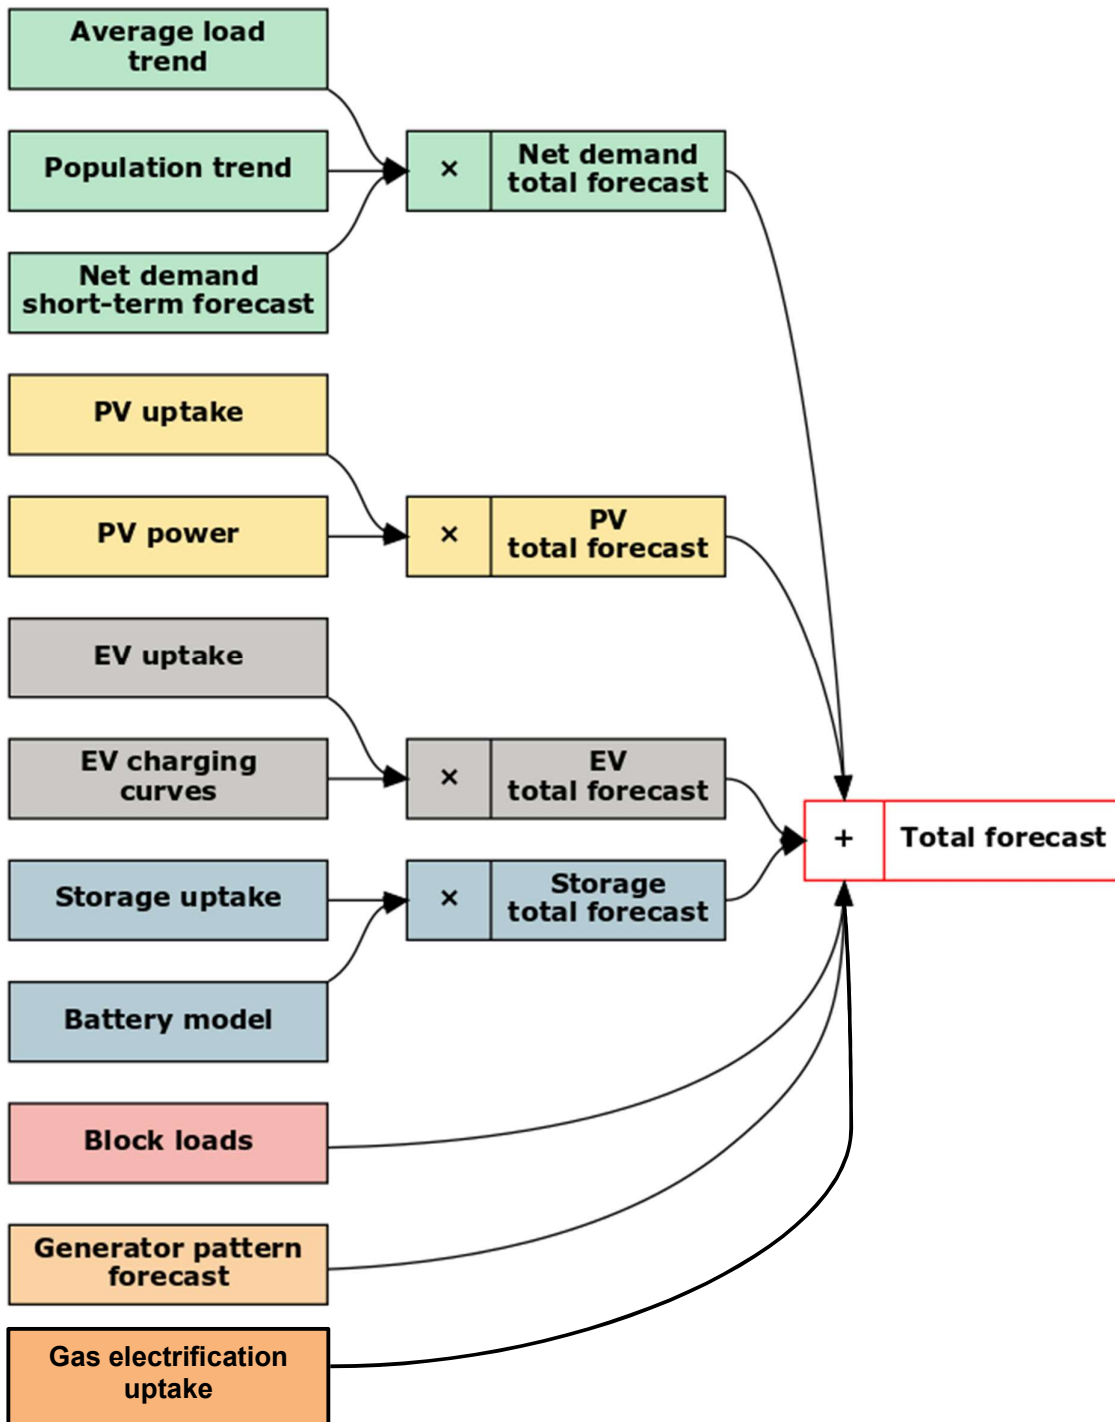 Average load
trend
Population trend
Net demand
short-term forecast
×
Net demand
total forecast
PV uptake
PV power
×
PV
total forecast
EV uptake
EV charging
curves
×
EV
total forecast
Storage uptake
Battery model
×
Storage
total forecast
Block loads
Generator pattern
forecast
Gas electrification
uptake
+
Total forecast